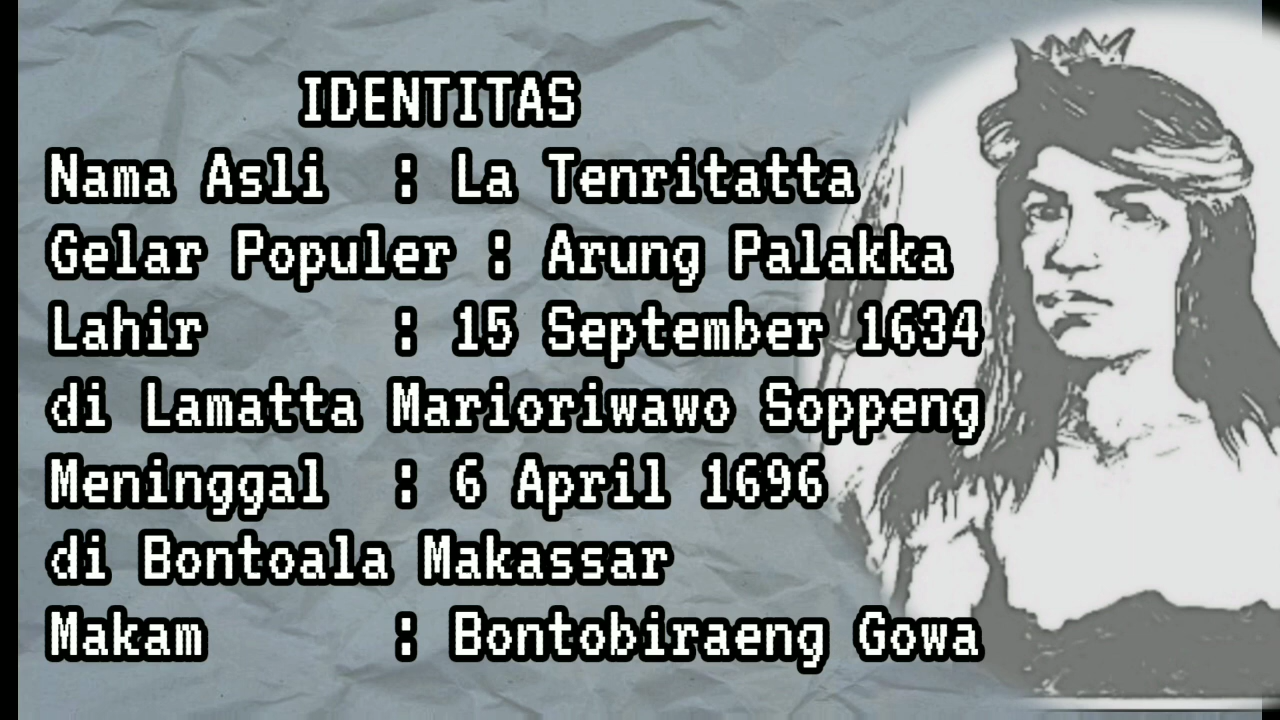 IDENTITAS
Nama Asli : La Tenritatta
Gelar Populer : Arung Palakka
Lahir : 15 September 1634
di Lamatta Marioriwawo Soppeng
Meninggal : 6 April 1696
di Bontoala Makassar
Makam : Bontobiraeng Gowa